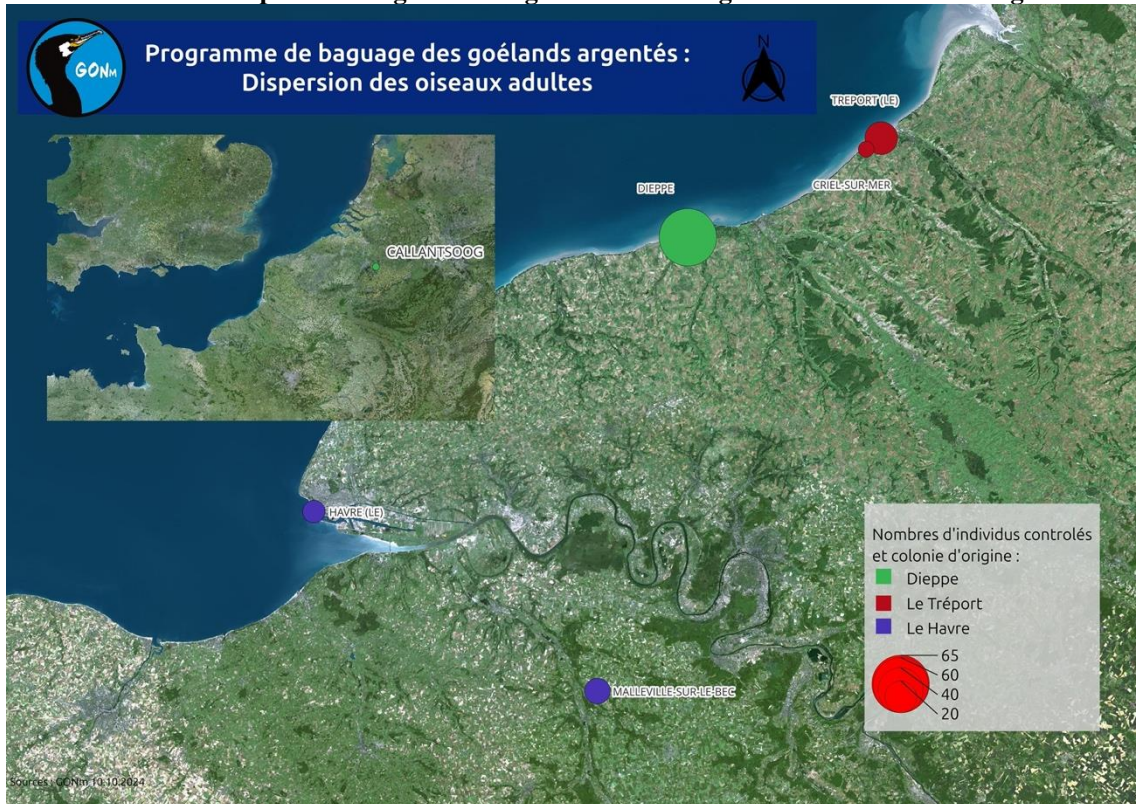 GONm
Programme de baguage des goélands argentés :
Dispersion des oiseaux adultes
N
TREPORT (LE)
CRIEL-SUR-MER
DIEPPE
CALLANTSOOG
HAVRE (LE)
MALLEVILLE-SUR-LE-BEC
Nombres d'individus controlés
et colonie d'origine :
Dieppe
Le Tréport
Le Havre
65
60
40
20
Sources : GONm 10.10.2024